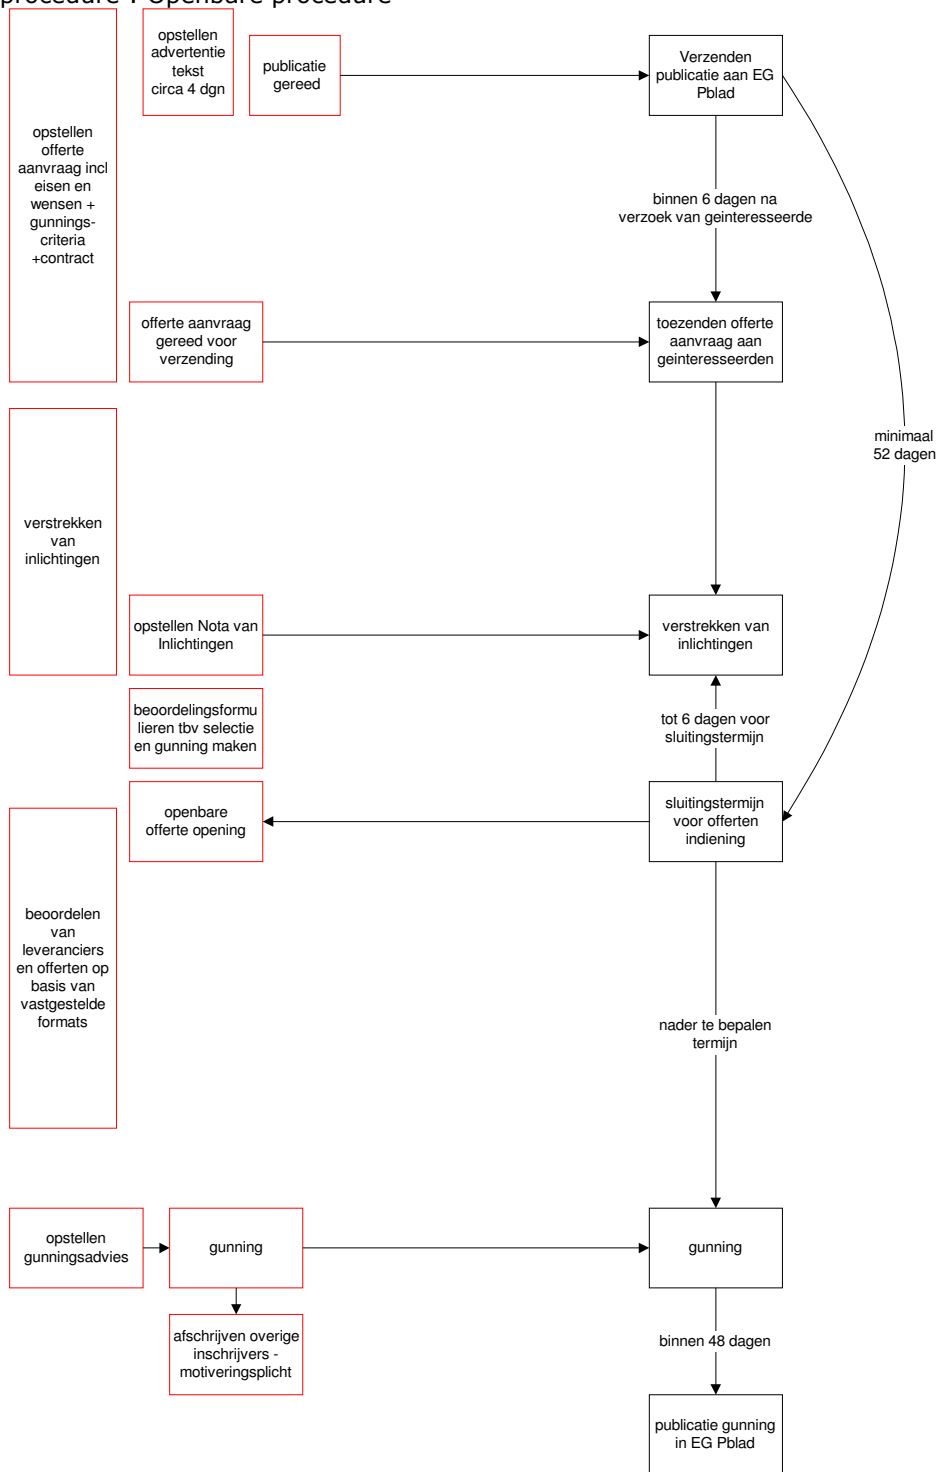 procedure : Openbare procedure
opstellen
advertentie
tekst
circa 4 dgn
publicatie
gereed
Verzenden
publicatie aan EG
Pblad
opstellen
offerte
aanvraag incl
eisen en
wensen +
gunnings-
criteria
+contract
binnen 6 dagen na
verzoek van geinteresseerde
offerte aanvraag
gereed voor
verzending
toezenden offerte
aanvraag aan
geinteresseerden
minimaal
52 dagen
verstrekken
van
inlichtingen
opstellen Nota van
Inlichtingen
verstrekken van
inlichtingen
beoordelingsformu
lieren tbv selectie
en gunning maken
tot 6 dagen voor
sluitingstermijn
openbare
offerte opening
sluitingstermijn
voor offerten
indiening
beoordelen
van
leveranciers
en offerten op
basis van
vastgestelde
formats
nader te bepalen
termijn
opstellen
gunningsadvies
gunning
gunning
afschrijven overige
inschrijvers -
motiveringsplicht
binnen 48 dagen
publicatie gunning
in EG Pblad